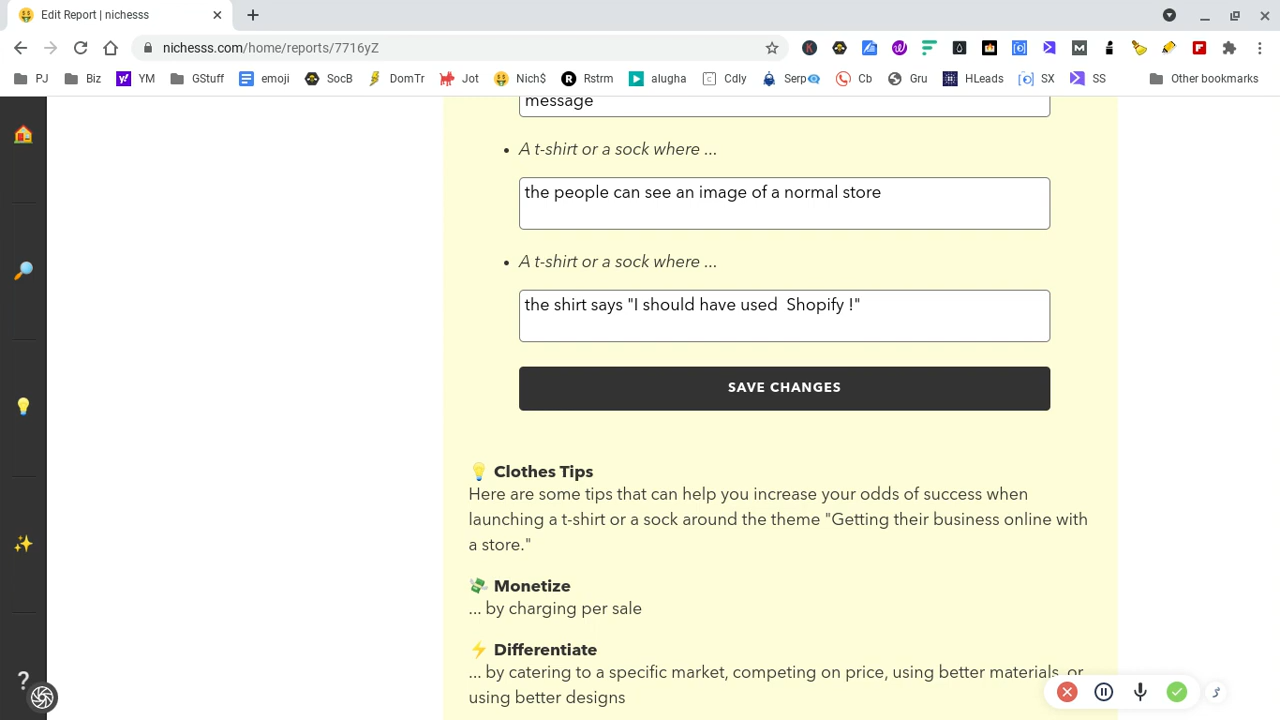 Edit Report | nichesss
nichesss.com/home/reports/7716yZ
PJ Biz YM GStuff emoji SocB DomTr Jot Nich$ Rstrm alugha Cdly Serp Cb Gru HLeads SX SS Other bookmarks
message
• A t-shirt or a sock where ...
the people can see an image of a normal store
• A t-shirt or a sock where ...
the shirt says "I should have used  Shopify !"
SAVE CHANGES
💡 Clothes Tips
Here are some tips that can help you increase your odds of success when
launching a t-shirt or a sock around the theme "Getting their business online with
a store."
💸 Monetize
... by charging per sale
⚡ Differentiate
... by catering to a specific market, competing on price, using better materials, or
using better designs
?